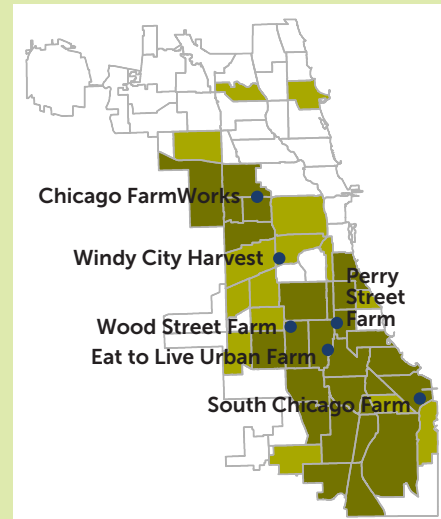 Chicago FarmWorks
Windy City Harvest
Perry
Street
Farm
Wood Street Farm
Eat to Live Urban Farm
South Chicago Farm